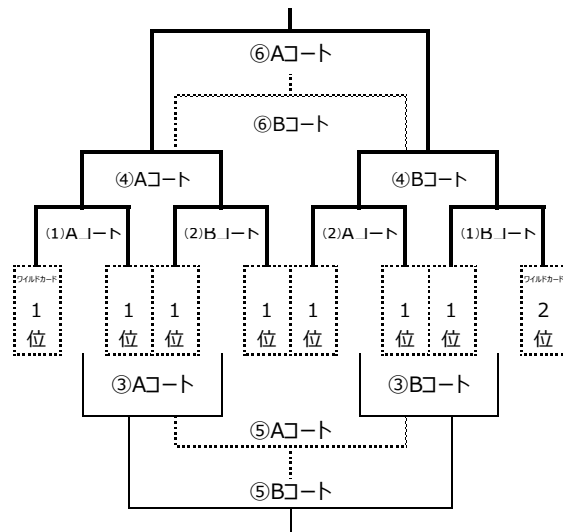 ⑥Aコート
⑥Bコート
④Aコート ④Bコート
(1)Aコート (2)Bコート (2)Aコート (1)Bコート
ワイルドカード ワイルドカード
1 1 1 1 1 1 1 2
位 位 位 位 位 位 位 位
③Aコート ③Bコート
⑤Aコート
⑤Bコート